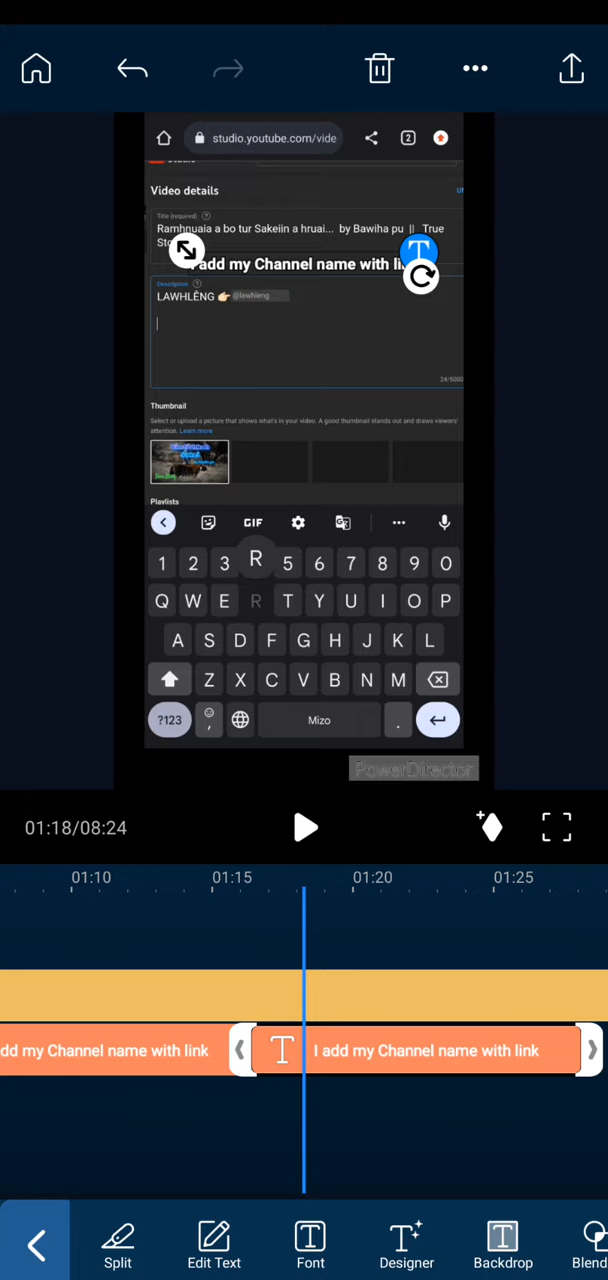 studio.youtube.com/vide
2
Studio
Video details
UN
Title (required)
Ramhnuaia a bo tur Sakeiin a hruai... by Bawiha pu || True
Sto
add my Channel name with li
Description
LAWHLÊNG 👉🏻 @lawhleng
24/5000
Thumbnail
Select or upload a picture that shows what's in your video. A good thumbnail stands out and draws viewers'
attention. Learn more
Playlists
GIF
R
1 2 3 5 6 7 8 9 0
Q W E R T Y U I O P
A S D F G H J K L
Z X C V B N M
?123 , Mizo .
PowerDirector
01:18/08:24
01:10 01:15 01:20 01:25
dd my Channel name with link
T I add my Channel name with link
Split Edit Text Font Designer Backdrop Blend